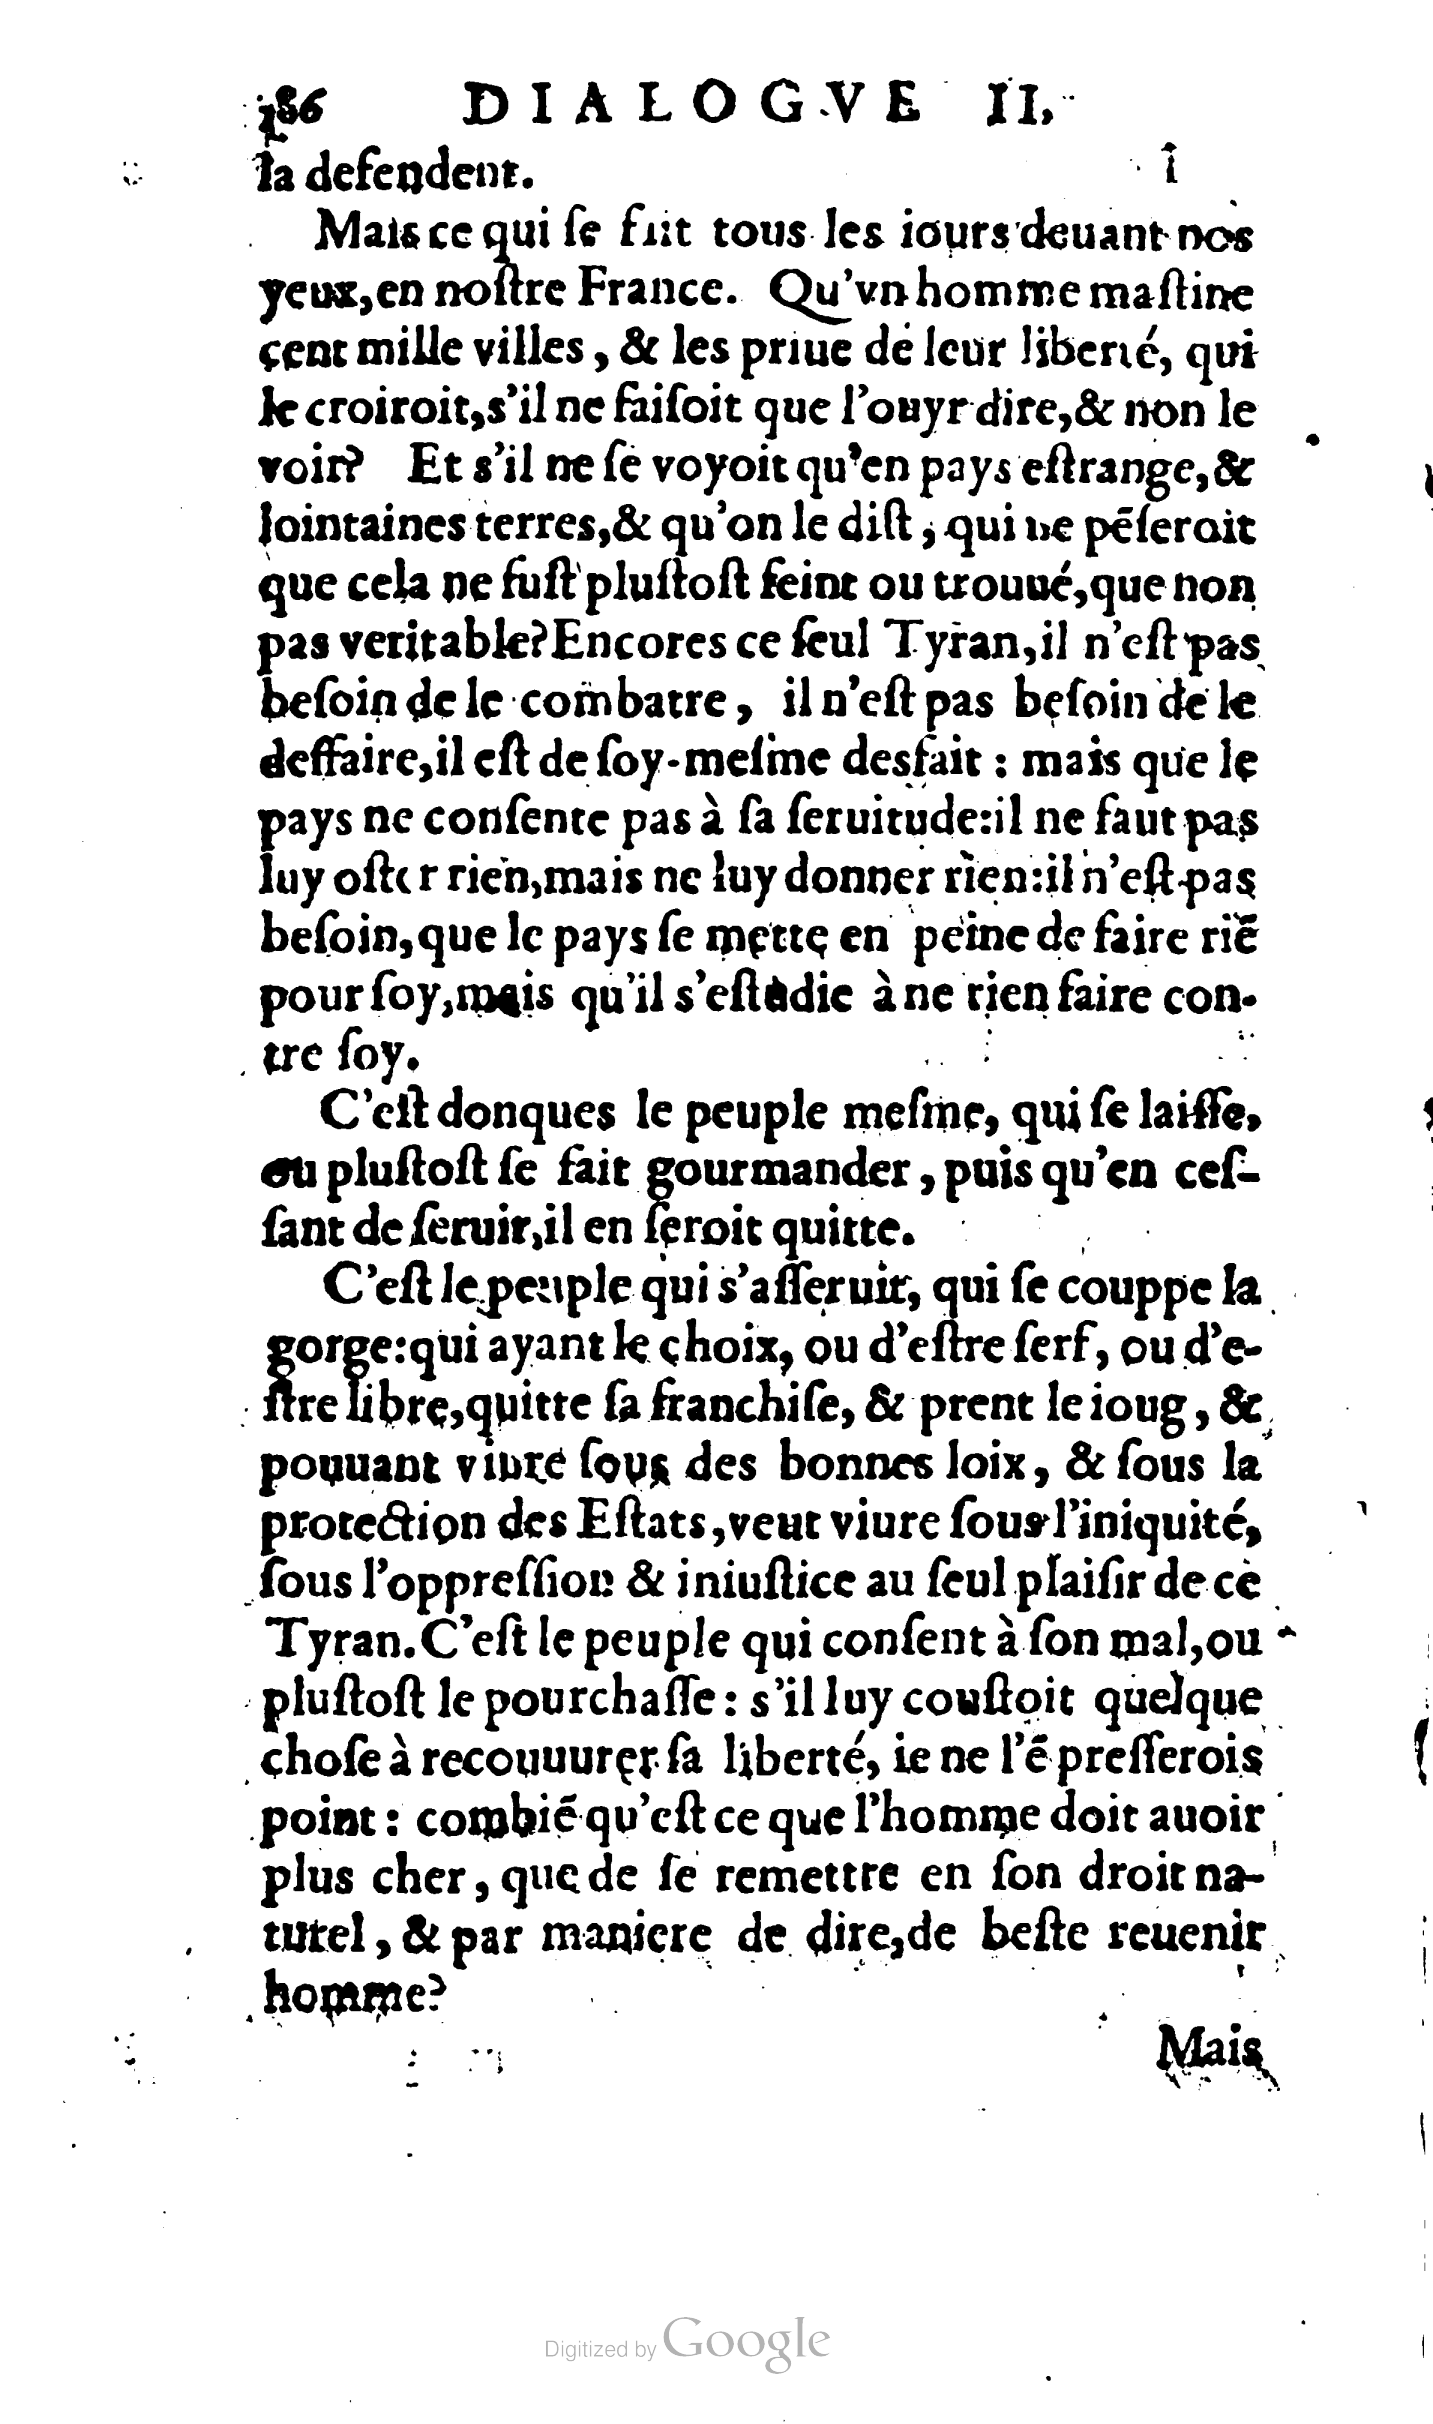 186 DIALOGVE II.
la defendent.
Mais ce qui ſe fait tous les iours deuant nos
yeux, en noſtre France. Qu'vn homme maſtine
cent mille villes, & les priue de leur liberté, qui
le croiroit, s'il ne faiſoit que l'ouyr dire, & non le
voir? Et s'il ne ſe voyoit qu'en pays eſtrange, &
lointaines terres, & qu'on le diſt, qui ne pẽſeroit
que cela ne fuſt pluſtoſt feint ou trouué, que non
pas veritable? Encores ce ſeul Tyran, il n'eſt pas
beſoin de le combatre, il n'eſt pas beſoin de le
deffaire, il eſt de ſoy-meſme desfait : mais que le
pays ne conſente pas à ſa ſeruitude: il ne faut pas
luy oſter rien, mais ne luy donner rien: il n'eſt pas
beſoin, que le pays ſe mette en peine de faire riẽ
pour ſoy, mais qu'il s'eſtudie à ne rien faire con-
tre ſoy.
C'eſt donques le peuple meſme, qui ſe laiſſe,
ou pluſtoſt ſe fait gourmander, puis qu'en ceſ-
ſant de ſeruir, il en ſeroit quitte.
C'eſt le peuple qui s'aſſeruit, qui ſe couppe la
gorge: qui ayant le choix, ou d'eſtre ſerf, ou d'e-
ſtre libre, quitte ſa franchiſe, & prent le ioug, &
pouuant viure ſous des bonnes loix, & ſous la
protection des Eſtats, veut viure ſous l'iniquité,
ſous l'oppreſſion & iniuſtice au ſeul plaiſir de ce
Tyran. C'eſt le peuple qui conſent à ſon mal, ou
pluſtoſt le pourchaſſe : s'il luy couſtoit quelque
choſe à recouuurer ſa liberté, ie ne l'ẽ preſſerois
point : combiẽ qu'eſt ce que l'homme doit auoir
plus cher, que de ſe remettre en ſon droit na-
turel, & par maniere de dire, de beſte reuenir
homme?
Mais
Digitized by Google